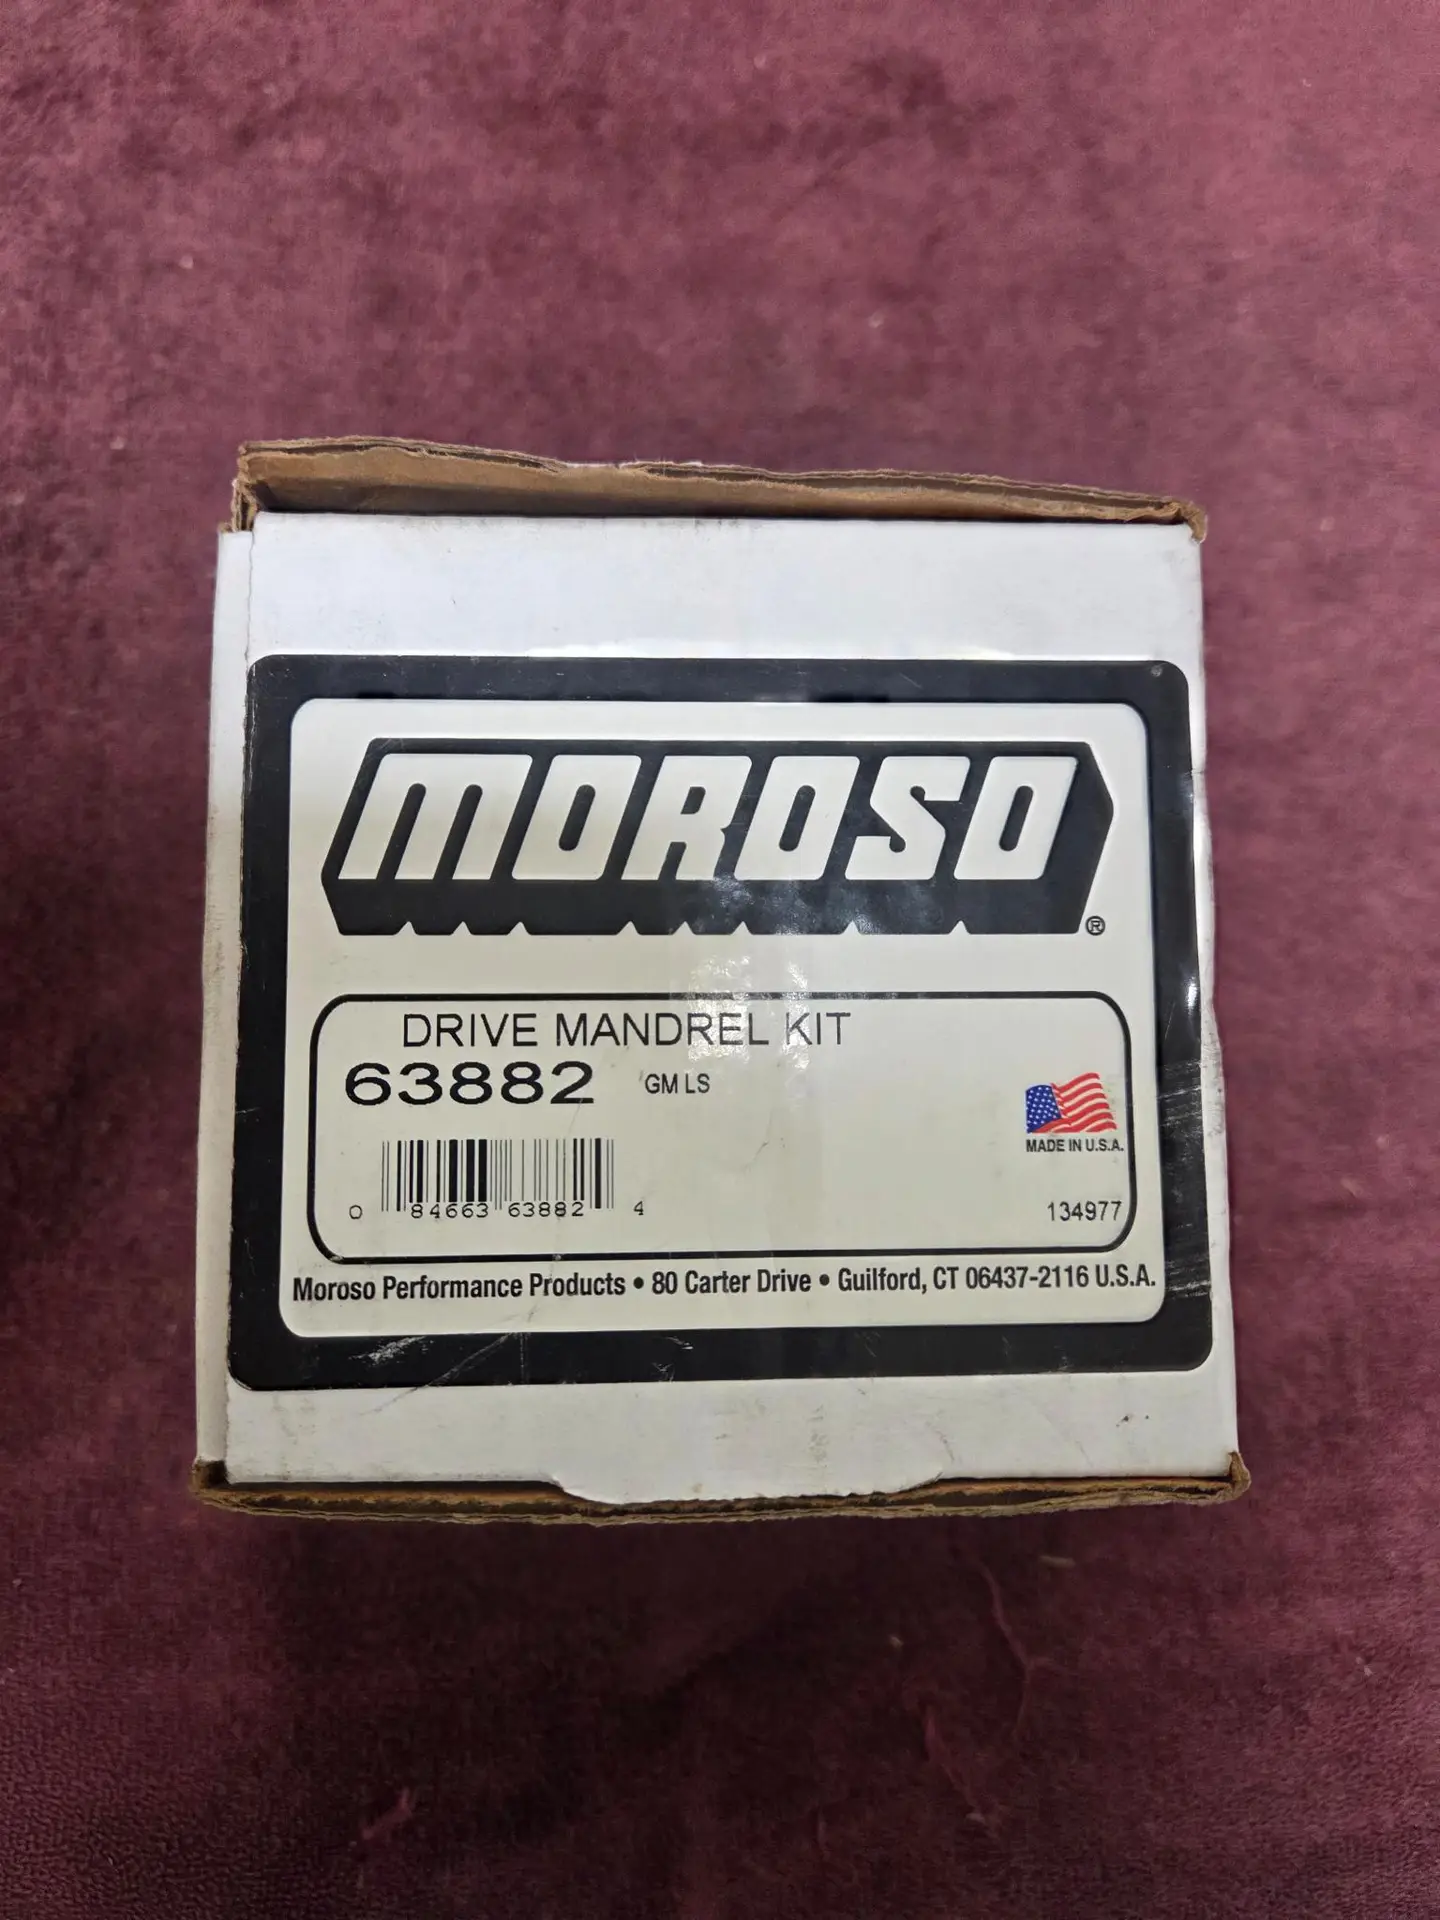 MOROSO®
DRIVE MANDREL KIT
63882 GM LS
MADE IN U.S.A.
0 84663 63882 4
134977
Moroso Performance Products • 80 Carter Drive • Guilford, CT 06437-2116 U.S.A.